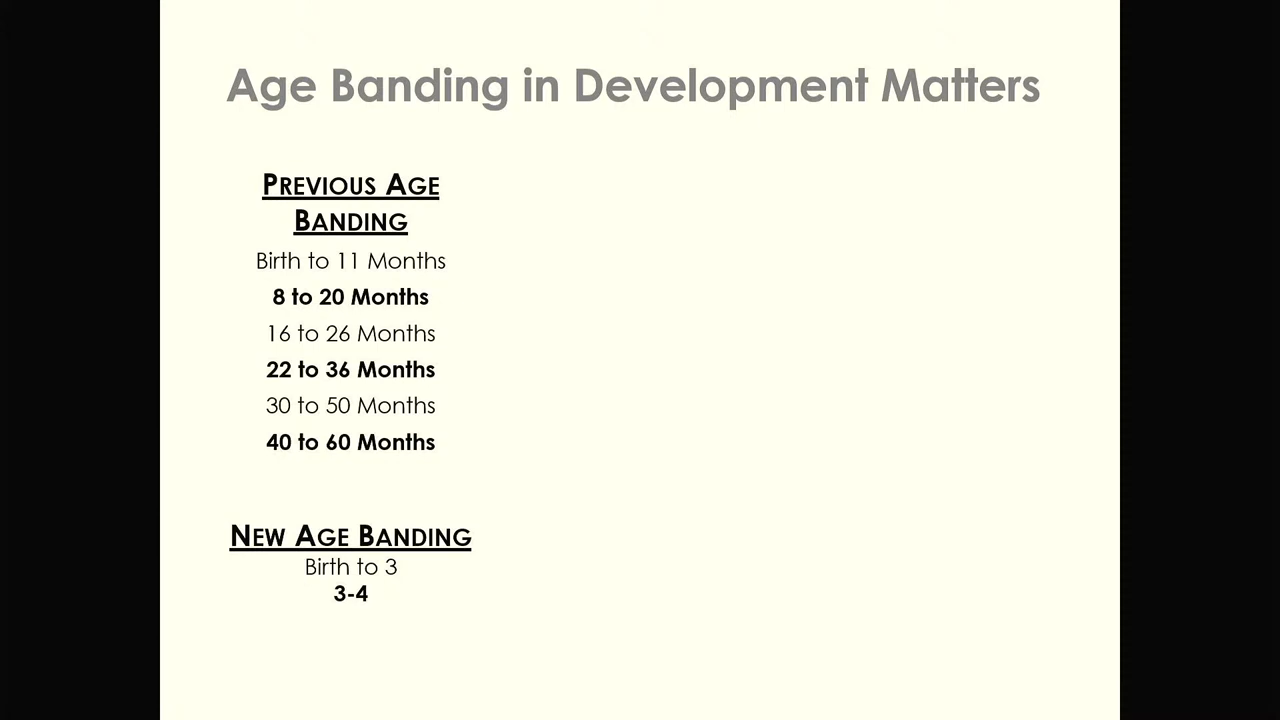 Age Banding in Development Matters
Previous Age
Banding
Birth to 11 Months
8 to 20 Months
16 to 26 Months
22 to 36 Months
30 to 50 Months
40 to 60 Months
New Age Banding
Birth to 3
3-4